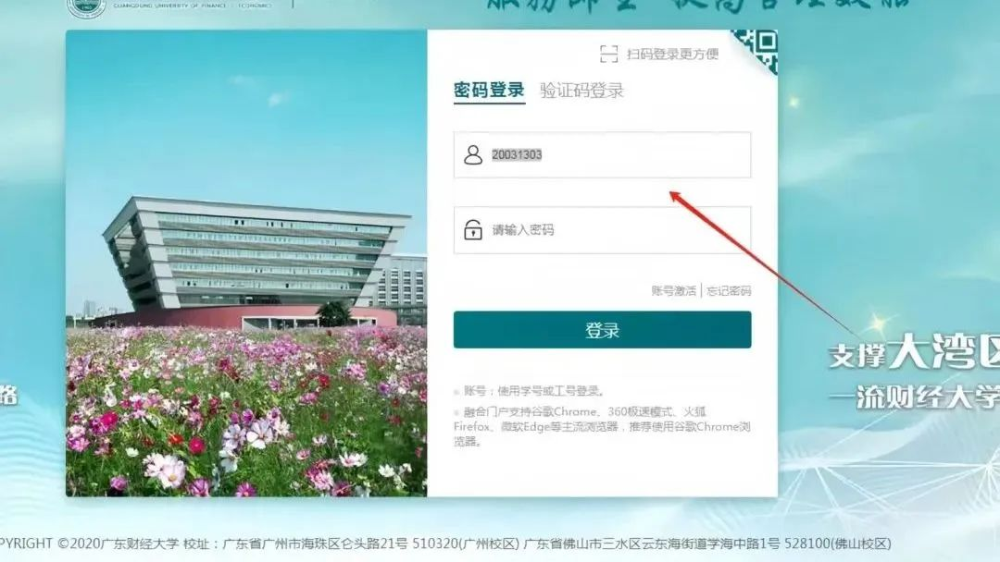 GUANGDONG UNIVERSITY OF FINANCE & ECONOMICS
扫码登录更方便
密码登录 验证码登录
20031303
请输入密码
账号激活 | 忘记密码
登录
支撑大湾区
一流财经大学
路
账号：使用学号或工号登录。
融合门户支持谷歌Chrome、360极速模式、火狐
Firefox、微软Edge等主流浏览器，推荐使用谷歌Chrome浏
览器。
PYRIGHT ©2020广东财经大学 校址：广东省广州市海珠区仑头路21号 510320(广州校区) 广东省佛山市三水区云东海街道学海中路1号 528100(佛山校区)